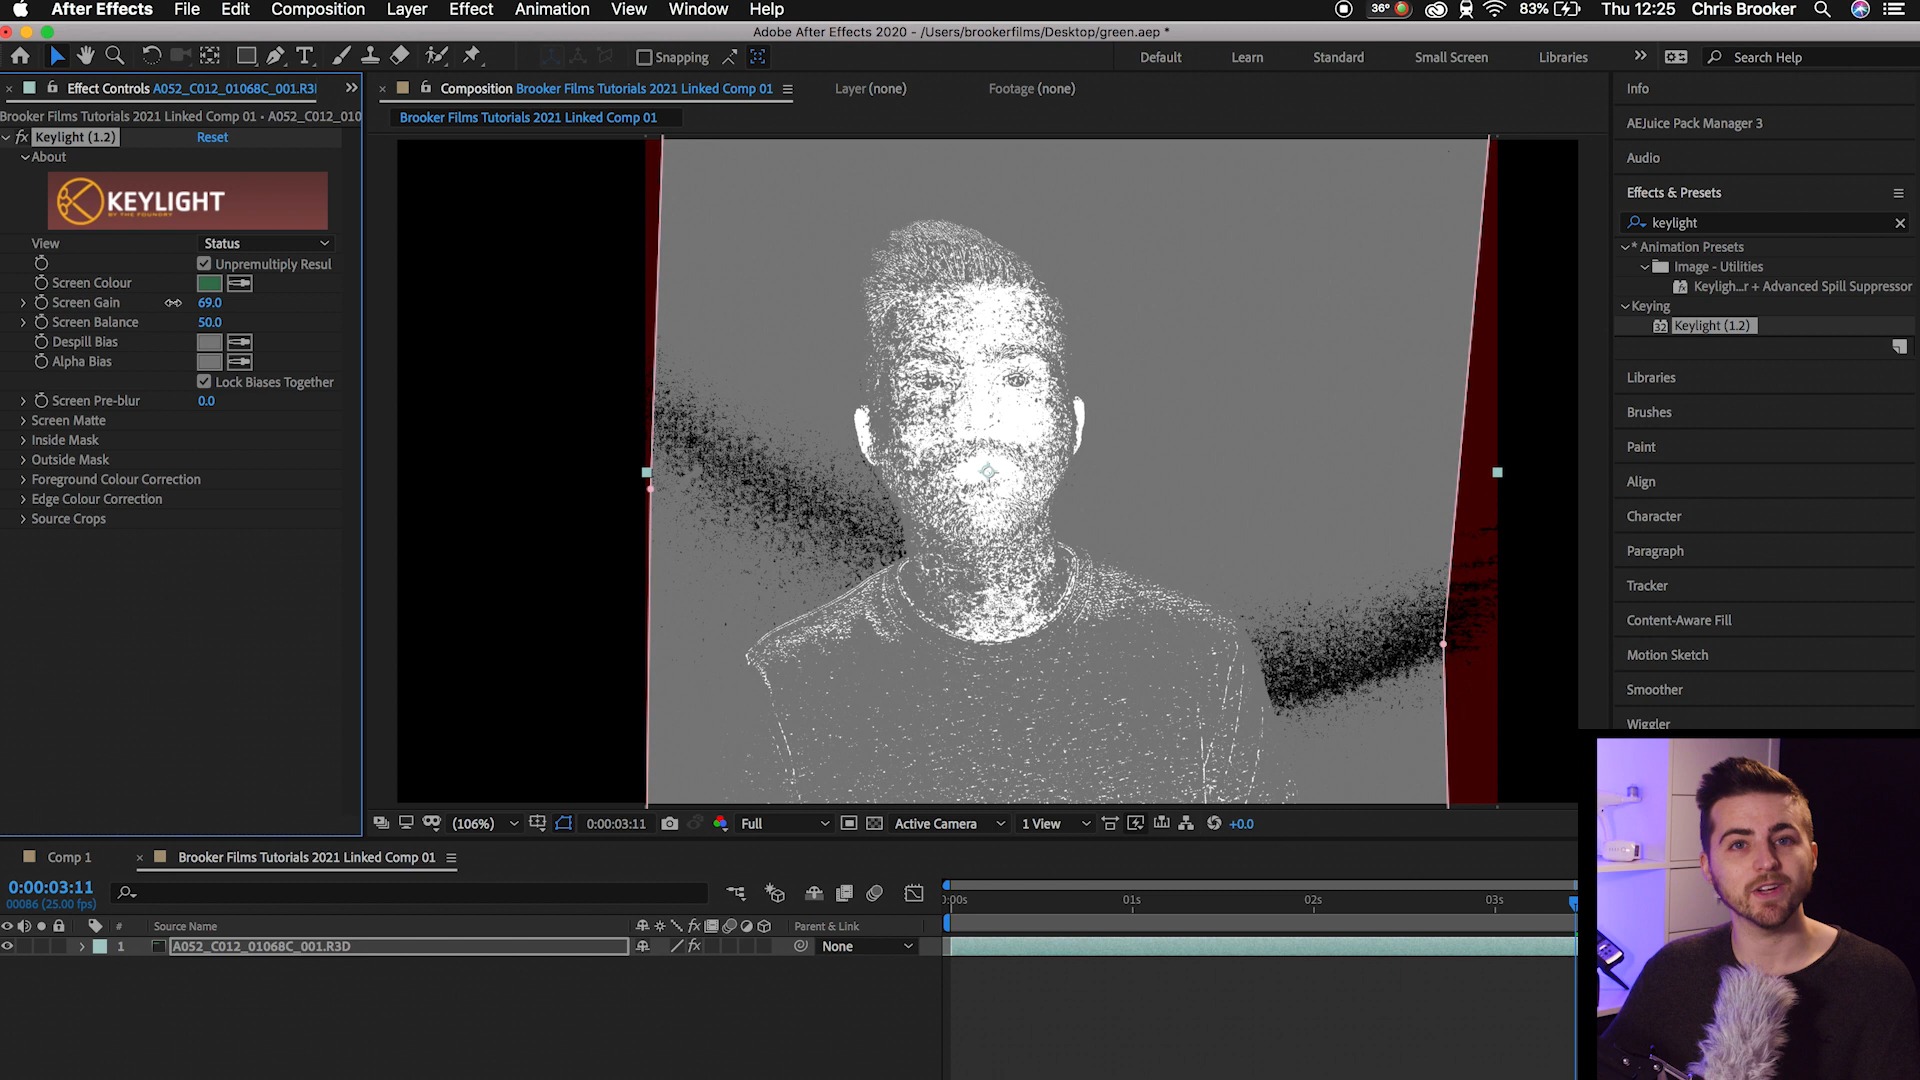 After Effects File Edit Composition Layer Effect Animation View Window Help 36° 83% Thu 12:25 Chris Brooker
Adobe After Effects 2020 - /Users/brookerfilms/Desktop/green.aep *
Snapping Default Learn Standard Small Screen Libraries Search Help
Effect Controls A052_C012_01068C_001.R3I
Composition Brooker Films Tutorials 2021 Linked Comp 01
Layer (none)
Footage (none)
Brooker Films Tutorials 2021 Linked Comp 01 • A052_C012_010
Brooker Films Tutorials 2021 Linked Comp 01
fx Keylight (1.2) Reset
About
KEYLIGHT
BY THE FOUNDRY
View Status
Unpremultiply Resul
Screen Colour
Screen Gain 69.0
Screen Balance 50.0
Despill Bias
Alpha Bias
Lock Biases Together
Screen Pre-blur 0.0
Screen Matte
Inside Mask
Outside Mask
Foreground Colour Correction
Edge Colour Correction
Source Crops
Info
AEJuice Pack Manager 3
Audio
Effects & Presets
keylight
* Animation Presets
Image - Utilities
Keyligh...r + Advanced Spill Suppressor
Keying
32 Keylight (1.2)
Libraries
Brushes
Paint
Align
Character
Paragraph
Tracker
Content-Aware Fill
Motion Sketch
Smoother
Wiggler
(106%) 0:00:03:11 Full Active Camera 1 View +0.0
Comp 1
Brooker Films Tutorials 2021 Linked Comp 01
0:00:03:11
00086 (25.00 fps)
):00s 01s 02s 03s
# Source Name fx Parent & Link
1 A052_C012_01068C_001.R3D fx None